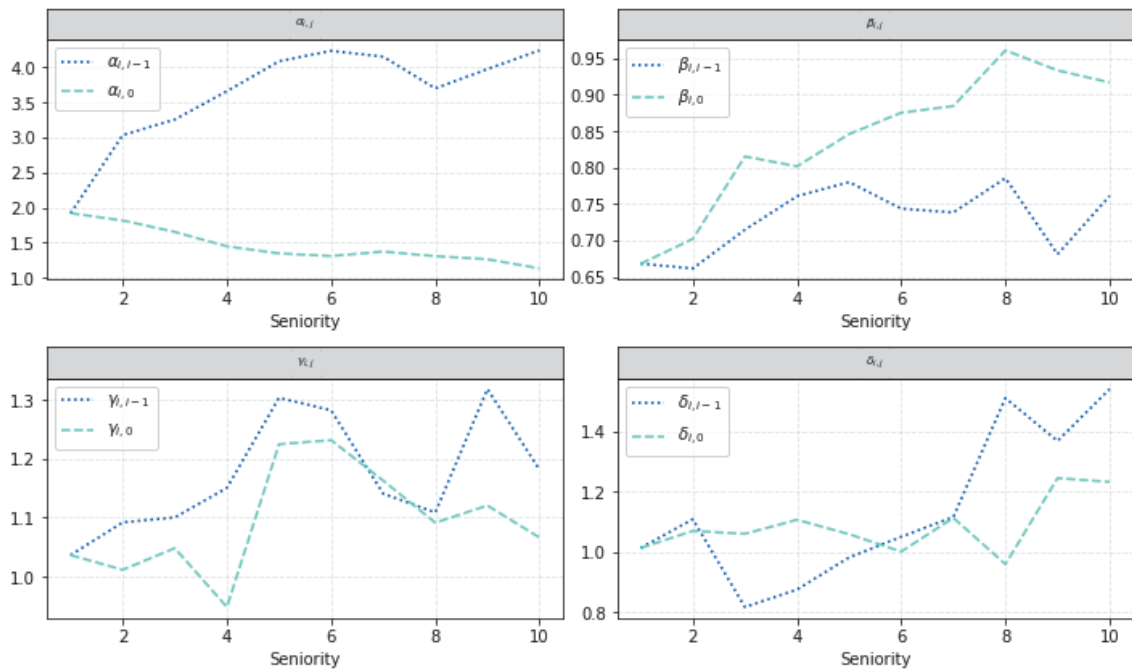 α_{i,j}
α_{i,i−1}
α_{i,0}
4.0
3.5
3.0
2.5
2.0
1.5
1.0
2 4 6 8 10
Seniority
β_{i,j}
β_{i,i−1}
β_{i,0}
0.95
0.90
0.85
0.80
0.75
0.70
0.65
2 4 6 8 10
Seniority
γ_{i,j}
γ_{i,i−1}
γ_{i,0}
1.3
1.2
1.1
1.0
2 4 6 8 10
Seniority
δ_{i,j}
δ_{i,i−1}
δ_{i,0}
1.4
1.2
1.0
0.8
2 4 6 8 10
Seniority